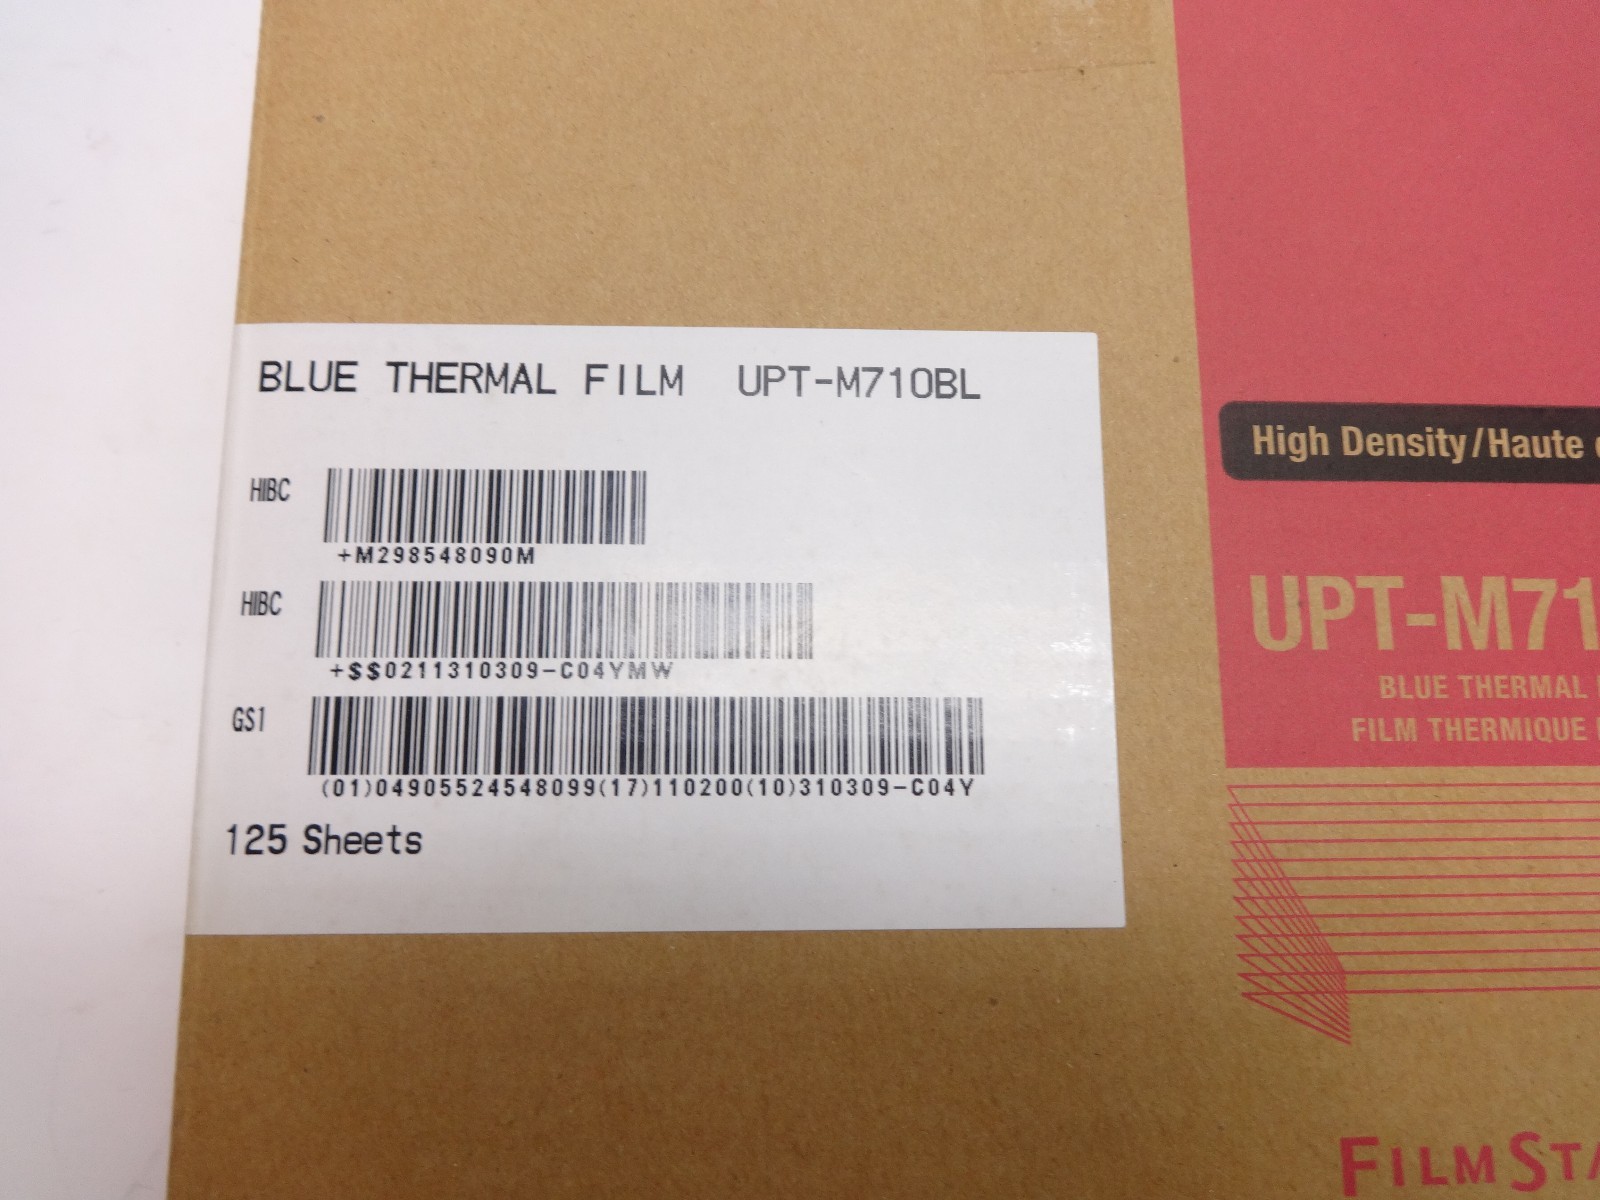 BLUE THERMAL FILM UPT-M710BL
HIBC
+M298548090M
HIBC
+$$0211310309-C04YMW
GS1
(01)04905524548099(17)110200(10)310309-C04Y
125 Sheets
High Density/Haute
UPT-M71
BLUE THERMAL
FILM THERMIQUE
FILMSTA